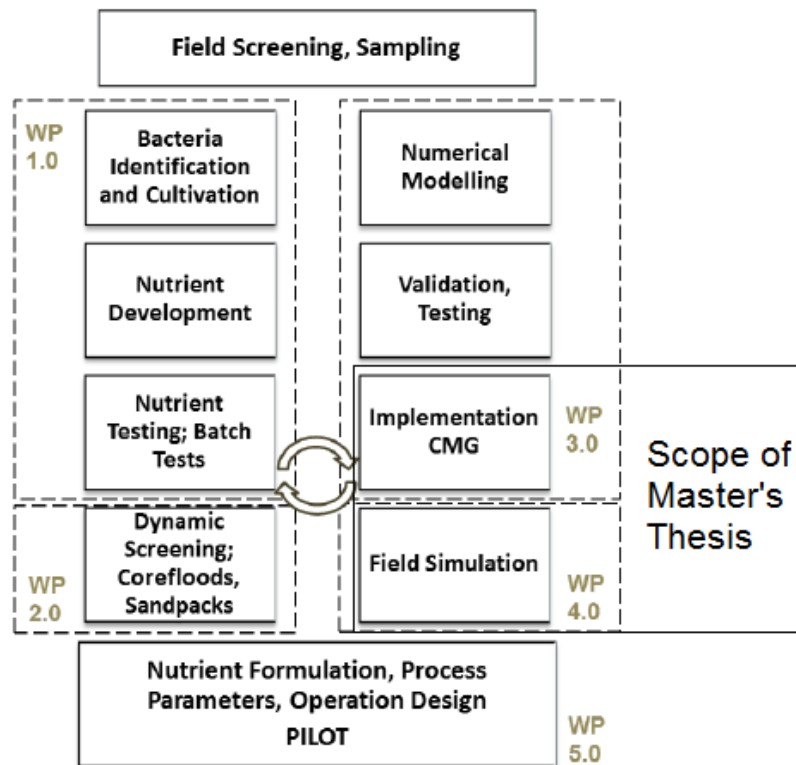 Field Screening, Sampling
WP
1.0
Bacteria
Identification
and Cultivation
Nutrient
Development
Nutrient
Testing; Batch
Tests
Numerical
Modelling
Validation,
Testing
Implementation
CMG
WP
3.0
Scope of
Master's
Thesis
WP
2.0
Dynamic
Screening;
Corefloods,
Sandpacks
Field Simulation
WP
4.0
Nutrient Formulation, Process
Parameters, Operation Design
PILOT
WP
5.0